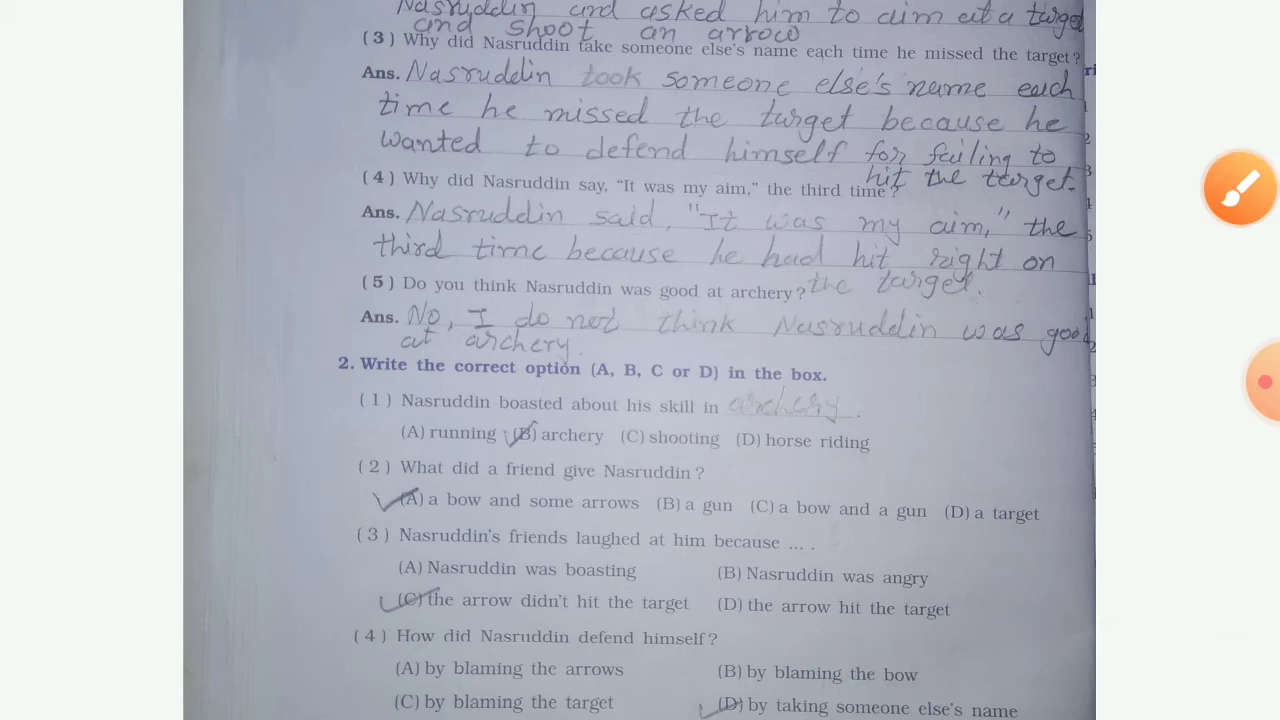 Nasruddin and asked him to aim at a target
and shoot an arrow
(3) Why did Nasruddin take someone else's name each time he missed the target?
Ans. Nasruddin took someone else's name each
time he missed the target because he
wanted to defend himself for failing to
hit the target.
(4) Why did Nasruddin say, "It was my aim," the third time?
Ans. Nasruddin said, "It was my aim," the
third time because he had hit right on
the target.
(5) Do you think Nasruddin was good at archery?
Ans. No, I do not think Nasruddin was good
at archery.
2. Write the correct option (A, B, C or D) in the box.
(1) Nasruddin boasted about his skill in archery.
(A) running (B) archery (C) shooting (D) horse riding
(2) What did a friend give Nasruddin?
(A) a bow and some arrows (B) a gun (C) a bow and a gun (D) a target
(3) Nasruddin's friends laughed at him because ... .
(A) Nasruddin was boasting (B) Nasruddin was angry
(C) the arrow didn't hit the target (D) the arrow hit the target
(4) How did Nasruddin defend himself?
(A) by blaming the arrows (B) by blaming the bow
(C) by blaming the target (D) by taking someone else's name